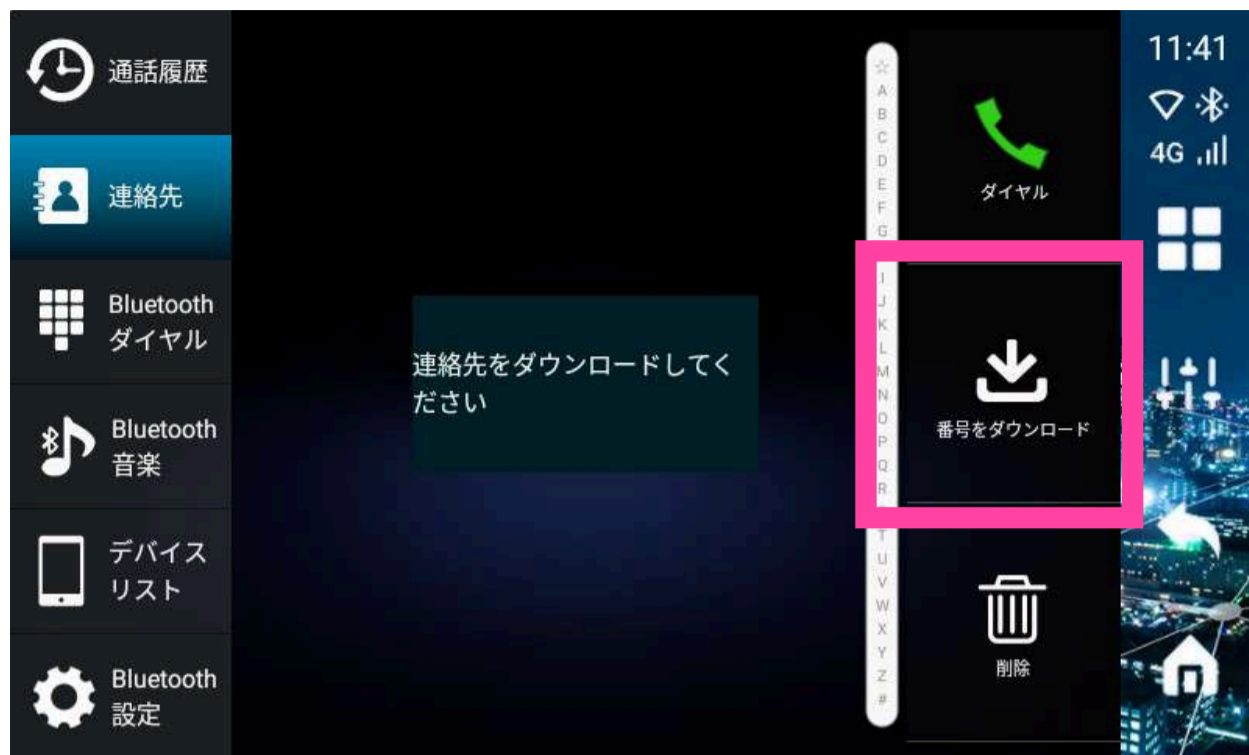 通話履歴
連絡先
Bluetooth
ダイヤル
Bluetooth
音楽
デバイス
リスト
Bluetooth
設定
連絡先をダウンロードしてく
ださい
☆
A
B
C
D
E
F
G
I
J
K
L
M
N
O
P
Q
R
T
U
V
W
X
Y
Z
#
ダイヤル
番号をダウンロード
削除
11:41
4G